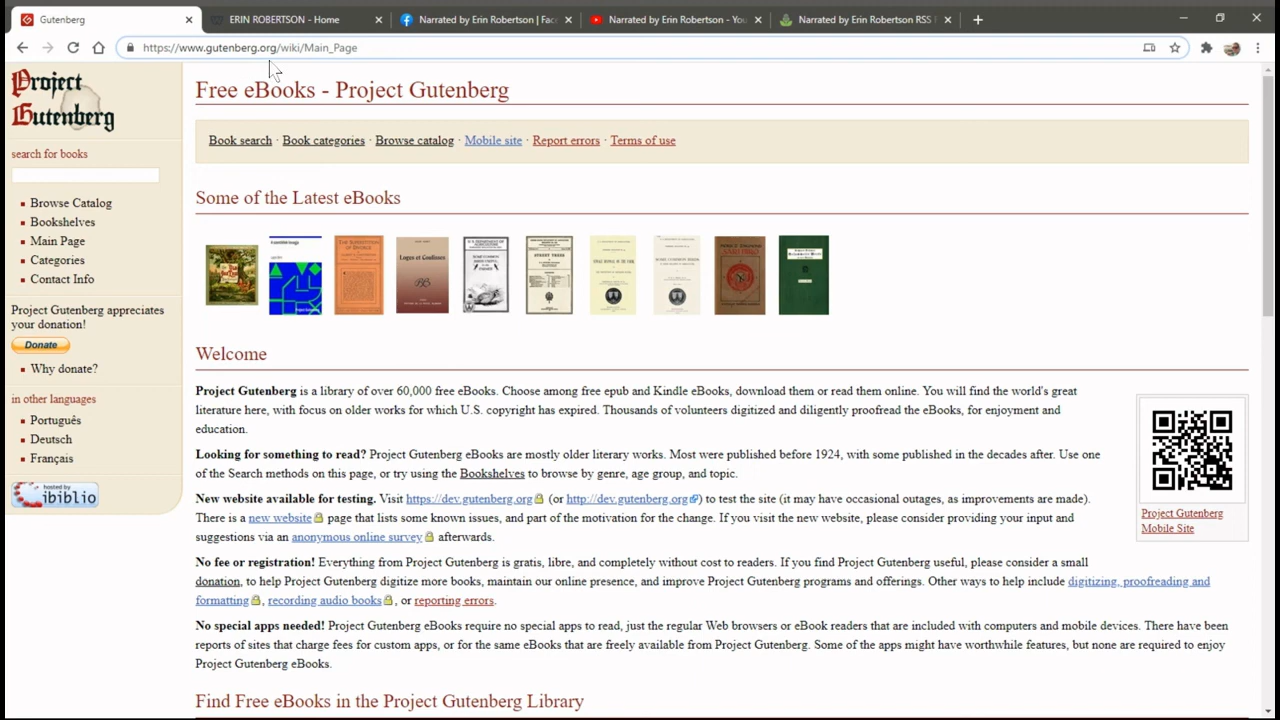 Gutenberg
ERIN ROBERTSON - Home
Narrated by Erin Robertson | Fac
Narrated by Erin Robertson - You
Narrated by Erin Robertson RSS
https://www.gutenberg.org/wiki/Main_Page
Project
Gutenberg
search for books
Browse Catalog
Bookshelves
Main Page
Categories
Contact Info
Project Gutenberg appreciates
your donation!
Donate
Why donate?
in other languages
Português
Deutsch
Français
hosted by
ibiblio
Free eBooks - Project Gutenberg
Book search · Book categories · Browse catalog · Mobile site · Report errors · Terms of use
Some of the Latest eBooks
Welcome
Project Gutenberg is a library of over 60,000 free eBooks. Choose among free epub and Kindle eBooks, download them or read them online. You will find the world's great
literature here, with focus on older works for which U.S. copyright has expired. Thousands of volunteers digitized and diligently proofread the eBooks, for enjoyment and
education.
Looking for something to read? Project Gutenberg eBooks are mostly older literary works. Most were published before 1924, with some published in the decades after. Use one
of the Search methods on this page, or try using the Bookshelves to browse by genre, age group, and topic.
New website available for testing. Visit https://dev.gutenberg.org (or http://dev.gutenberg.org) to test the site (it may have occasional outages, as improvements are made).
There is a new website page that lists some known issues, and part of the motivation for the change. If you visit the new website, please consider providing your input and
suggestions via an anonymous online survey afterwards.
No fee or registration! Everything from Project Gutenberg is gratis, libre, and completely without cost to readers. If you find Project Gutenberg useful, please consider a small
donation, to help Project Gutenberg digitize more books, maintain our online presence, and improve Project Gutenberg programs and offerings. Other ways to help include digitizing, proofreading and
formatting, recording audio books, or reporting errors.
No special apps needed! Project Gutenberg eBooks require no special apps to read, just the regular Web browsers or eBook readers that are included with computers and mobile devices. There have been
reports of sites that charge fees for custom apps, or for the same eBooks that are freely available from Project Gutenberg. Some of the apps might have worthwhile features, but none are required to enjoy
Project Gutenberg eBooks.
Project Gutenberg
Mobile Site
Find Free eBooks in the Project Gutenberg Library